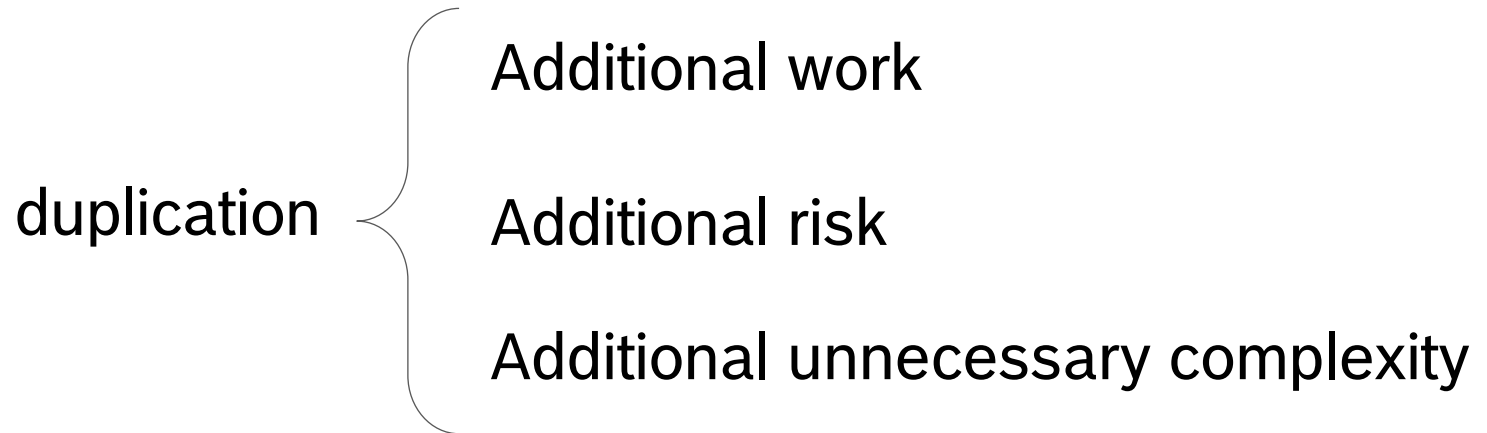 Additional work
duplication
Additional risk
Additional unnecessary complexity